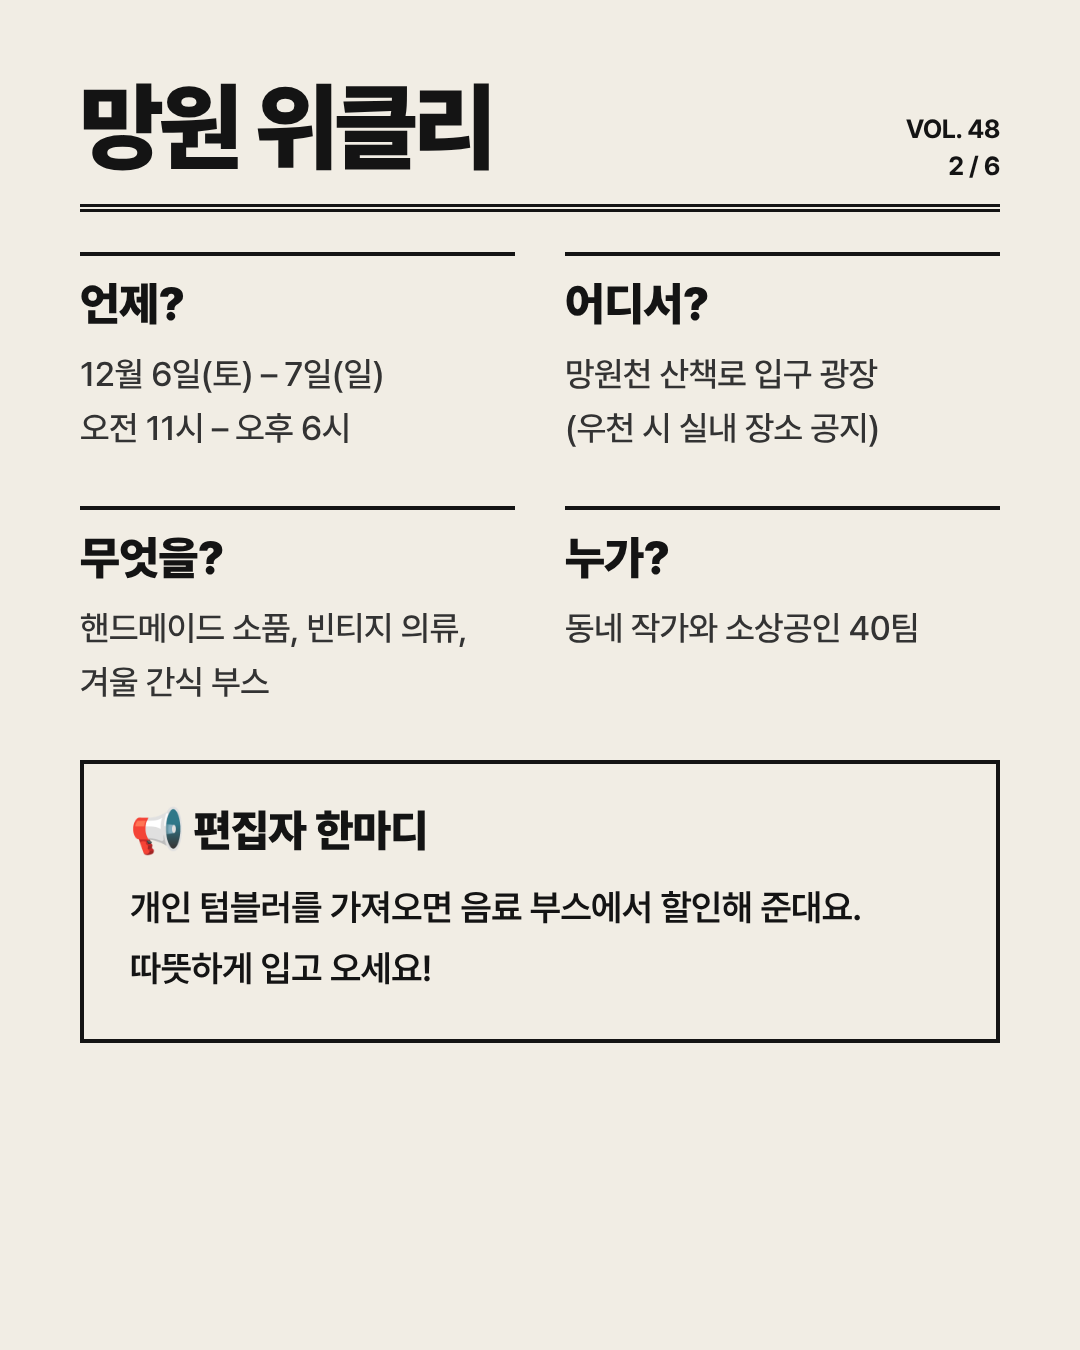 망원 위클리
VOL. 48
2 / 6
언제?
12월 6일(토) – 7일(일)
오전 11시 – 오후 6시
어디서?
망원천 산책로 입구 광장
(우천 시 실내 장소 공지)
무엇을?
핸드메이드 소품, 빈티지 의류,
겨울 간식 부스
누가?
동네 작가와 소상공인 40팀
📢 편집자 한마디
개인 텀블러를 가져오면 음료 부스에서 할인해 준대요.
따뜻하게 입고 오세요!